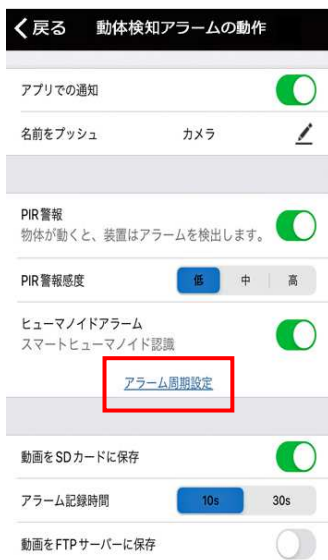 戻る 動体検知アラームの動作
アプリでの通知
名前をプッシュ カメラ
PIR警報
物体が動くと、装置はアラームを検出します。
PIR警報感度 低 中 高
ヒューマノイドアラーム
スマートヒューマノイド認識
アラーム周期設定
動画をSDカードに保存
アラーム記録時間 10s 30s
動画をFTPサーバーに保存